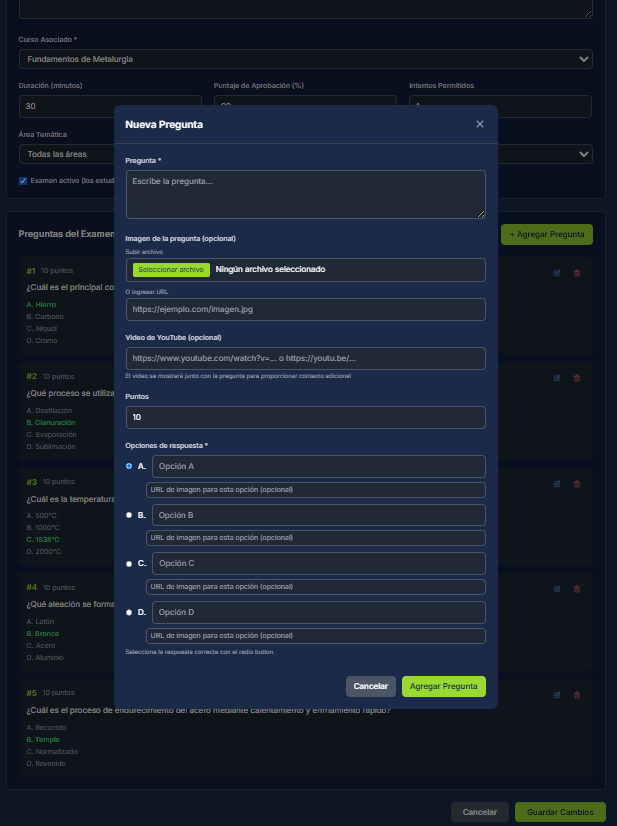 Curso Asociado *
Fundamentos de Metalurgia
Duración (minutos)
Puntaje de Aprobación (%)
Intentos Permitidos
30
Área Temática
Todas las áreas
Examen activo (los estud
Nueva Pregunta
Pregunta *
Escribe la pregunta...
Imagen de la pregunta (opcional)
Subir archivo
Seleccionar archivo Ningún archivo seleccionado
O ingresar URL
https://ejemplo.com/imagen.jpg
Video de YouTube (opcional)
https://www.youtube.com/watch?v=... o https://youtu.be/...
El video se mostrará junto con la pregunta para proporcionar contexto adicional
Puntos
10
Opciones de respuesta *
A. Opción A
URL de imagen para esta opción (opcional)
B. Opción B
URL de imagen para esta opción (opcional)
C. Opción C
URL de imagen para esta opción (opcional)
D. Opción D
URL de imagen para esta opción (opcional)
Selecciona la respuesta correcta con el radio button
Cancelar
Agregar Pregunta
Preguntas del Examen
+ Agregar Pregunta
#1 10 puntos
¿Cuál es el principal co
A. Hierro
B. Carbono
C. Níquel
D. Cromo
#2 10 puntos
¿Qué proceso se utiliza
A. Destilación
B. Cianuración
C. Evaporación
D. Sublimación
#3 10 puntos
¿Cuál es la temperatura
A. 500°C
B. 1000°C
C. 1538°C
D. 2000°C
#4 10 puntos
¿Qué aleación se forma
A. Latón
B. Bronce
C. Acero
D. Aluminio
#5 10 puntos
¿Cuál es el proceso de endurecimiento del acero mediante calentamiento y enfriamiento rápido?
A. Recocido
B. Temple
C. Normalizado
D. Revenido
Cancelar
Guardar Cambios